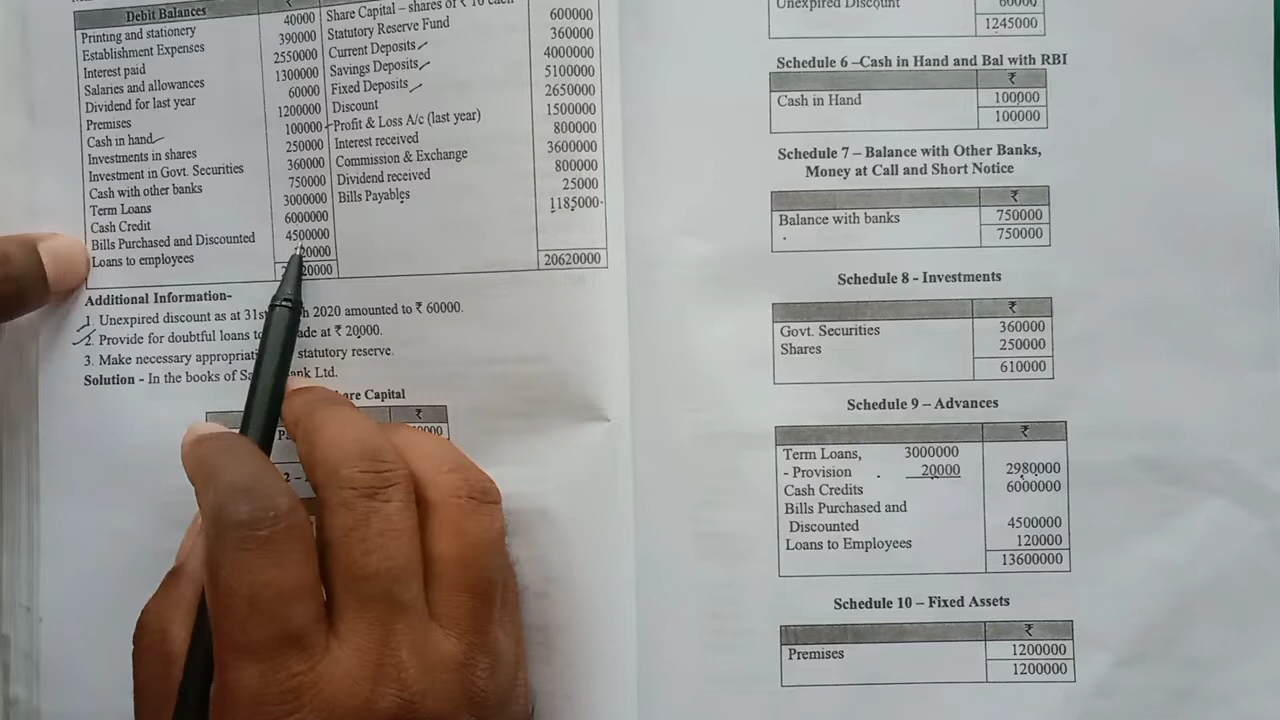 Debit Balances ₹ Share Capital – shares of ₹ 10 each 600000
Printing and stationery 40000 Statutory Reserve Fund 360000
Establishment Expenses 390000 Current Deposits 4000000
Interest paid 2550000 Savings Deposits 5100000
Salaries and allowances 1300000 Fixed Deposits 2650000
Dividend for last year 60000 Discount 1500000
Premises 1200000 Profit & Loss A/c (last year) 800000
Cash in hand 100000 Interest received 3600000
Investments in shares 250000 Commission & Exchange 800000
Investment in Govt. Securities 360000 Dividend received 25000
Cash with other banks 750000 Bills Payables 1185000
Term Loans 3000000
Cash Credit 6000000
Bills Purchased and Discounted 4500000
Loans to employees 20000
20000 20620000
Additional Information-
1. Unexpired discount as at 31st h 2020 amounted to ₹ 60000.
2. Provide for doubtful loans to ade at ₹ 20000.
3. Make necessary appropriati statutory reserve.
Solution - In the books of Sa ank Ltd.
are Capital
₹
0000
2 –
Unexpired Discount 60000
1245000
Schedule 6 –Cash in Hand and Bal with RBI
₹
Cash in Hand 100000
100000
Schedule 7 – Balance with Other Banks,
Money at Call and Short Notice
₹
Balance with banks 750000
750000
Schedule 8 - Investments
₹
Govt. Securities 360000
Shares 250000
610000
Schedule 9 – Advances
₹
Term Loans, 3000000
- Provision 20000 2980000
Cash Credits 6000000
Bills Purchased and
Discounted 4500000
Loans to Employees 120000
13600000
Schedule 10 – Fixed Assets
₹
Premises 1200000
1200000